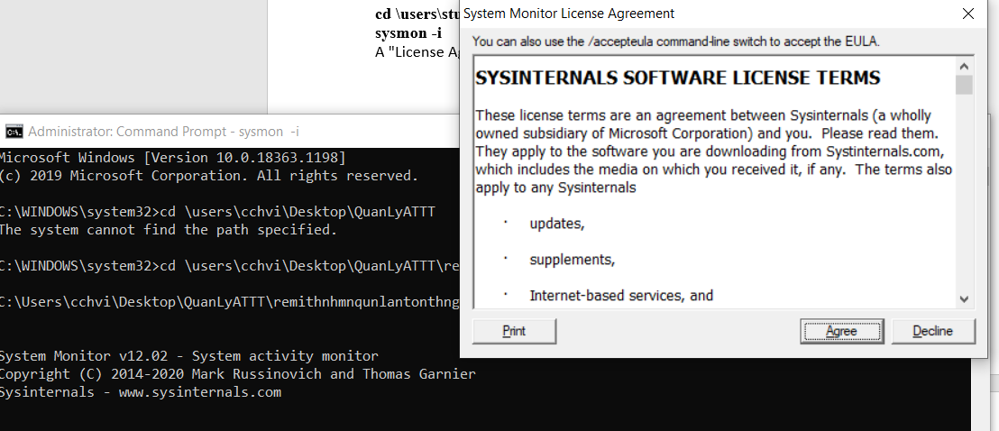 cd \users\stu
sysmon -i
A "License Ag
System Monitor License Agreement
You can also use the /accepteula command-line switch to accept the EULA.
SYSINTERNALS SOFTWARE LICENSE TERMS
These license terms are an agreement between Sysinternals (a wholly
owned subsidiary of Microsoft Corporation) and you.  Please read them.
They apply to the software you are downloading from Systinternals.com,
which includes the media on which you received it, if any.  The terms also
apply to any Sysinternals
· updates,
· supplements,
· Internet-based services, and
Print
Agree
Decline
Administrator: Command Prompt - sysmon  -i
Microsoft Windows [Version 10.0.18363.1198]
(c) 2019 Microsoft Corporation. All rights reserved.
C:\WINDOWS\system32>cd \users\cchvi\Desktop\QuanLyATTT
The system cannot find the path specified.
C:\WINDOWS\system32>cd \users\cchvi\Desktop\QuanLyATTT\re
C:\Users\cchvi\Desktop\QuanLyATTT\remithnhmnqunlantonthng
System Monitor v12.02 - System activity monitor
Copyright (C) 2014-2020 Mark Russinovich and Thomas Garnier
Sysinternals - www.sysinternals.com